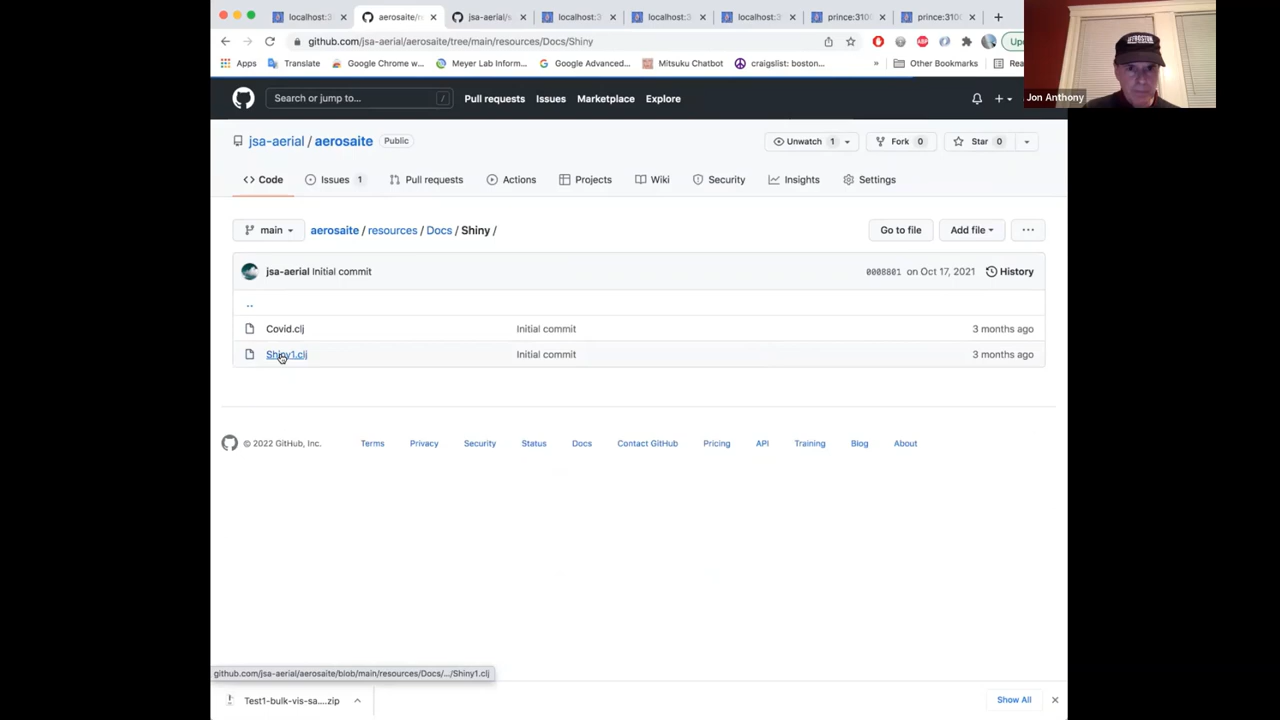 localhost:3
aerosaite/r
jsa-aerial/s
localhost:3
localhost:3
localhost:3
prince:310
prince:310
github.com/jsa-aerial/aerosaite/tree/main/resources/Docs/Shiny
Apps
Translate
Google Chrome w...
Meyer Lab Inform...
Google Advanced...
Mitsuku Chatbot
craigslist: boston...
»
Other Bookmarks
Jon Anthony
Search or jump to...
/
Pull requests
Issues
Marketplace
Explore
jsa-aerial / aerosaite
Public
Unwatch 1
Fork 0
Star 0
<> Code
Issues 1
Pull requests
Actions
Projects
Wiki
Security
Insights
Settings
main
aerosaite / resources / Docs / Shiny /
Go to file
Add file
...
jsa-aerial Initial commit
0008801 on Oct 17, 2021
History
..
Covid.clj
Initial commit
3 months ago
Shiny1.clj
Initial commit
3 months ago
© 2022 GitHub, Inc.
Terms
Privacy
Security
Status
Docs
Contact GitHub
Pricing
API
Training
Blog
About
github.com/jsa-aerial/aerosaite/blob/main/resources/Docs/.../Shiny1.clj
Test1-bulk-vis-sa....zip
Show All